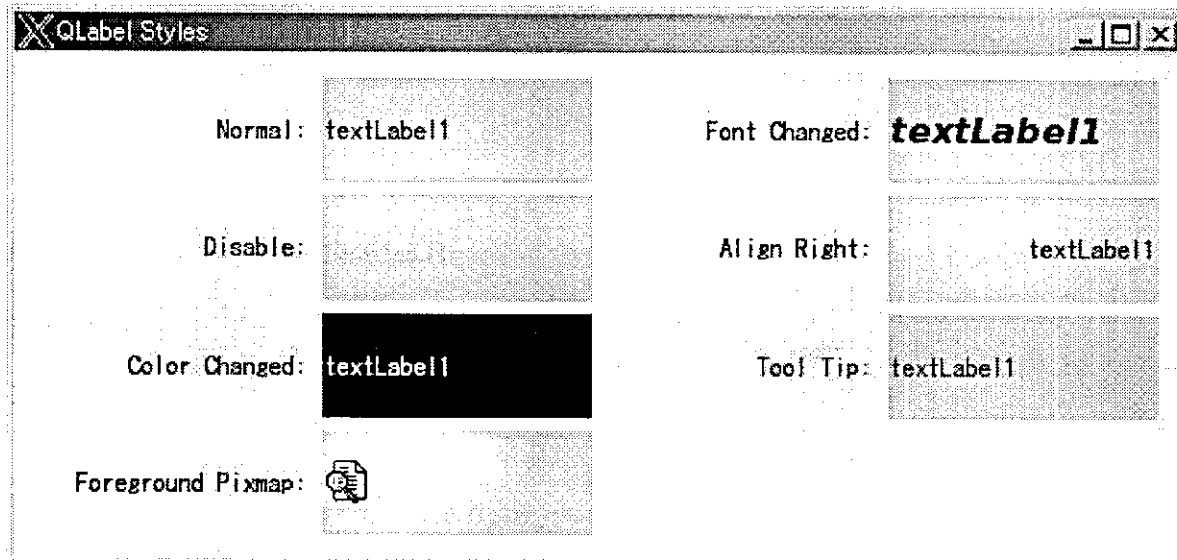 QLabel Styles
Normal: textLabel1
Font Changed: textLabel1
Disable:
Align Right: textLabel1
Color Changed: textLabel1
Tool Tip: textLabel1
Foreground Pixmap: